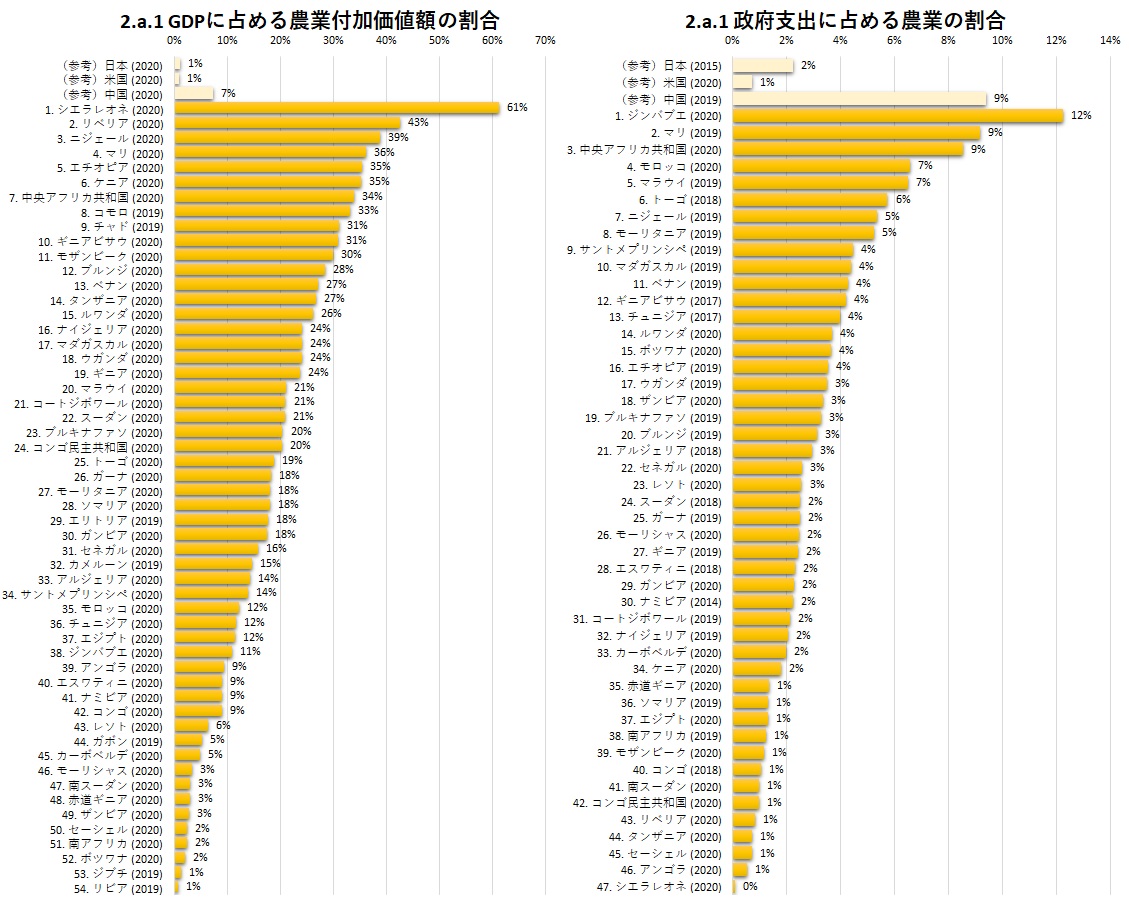 2.a.1 GDPに占める農業付加価値額の割合
0% 10% 20% 30% 40% 50% 60% 70%
（参考）日本 (2020) 1%
（参考）米国 (2020) 1%
（参考）中国 (2020) 7%
1. シエラレオネ (2020) 61%
2. リベリア (2020) 43%
3. ニジェール (2020) 39%
4. マリ (2020) 36%
5. エチオピア (2020) 35%
6. ケニア (2020) 35%
7. 中央アフリカ共和国 (2020) 34%
8. コモロ (2019) 33%
9. チャド (2019) 31%
10. ギニアビサウ (2020) 31%
11. モザンビーク (2020) 30%
12. ブルンジ (2020) 28%
13. ベナン (2020) 27%
14. タンザニア (2020) 27%
15. ルワンダ (2020) 26%
16. ナイジェリア (2020) 24%
17. マダガスカル (2020) 24%
18. ウガンダ (2020) 24%
19. ギニア (2020) 24%
20. マラウイ (2020) 21%
21. コートジボワール (2020) 21%
22. スーダン (2020) 21%
23. ブルキナファソ (2020) 20%
24. コンゴ民主共和国 (2020) 20%
25. トーゴ (2020) 19%
26. ガーナ (2020) 18%
27. モーリタニア (2020) 18%
28. ソマリア (2020) 18%
29. エリトリア (2019) 18%
30. ガンビア (2020) 18%
31. セネガル (2020) 16%
32. カメルーン (2019) 15%
33. アルジェリア (2020) 14%
34. サントメプリンシペ (2020) 14%
35. モロッコ (2020) 12%
36. チュニジア (2020) 12%
37. エジプト (2020) 12%
38. ジンバブエ (2020) 11%
39. アンゴラ (2020) 9%
40. エスワティニ (2020) 9%
41. ナミビア (2020) 9%
42. コンゴ (2020) 9%
43. レソト (2020) 6%
44. ガボン (2019) 5%
45. カーボベルデ (2020) 5%
46. モーリシャス (2020) 3%
47. 南スーダン (2020) 3%
48. 赤道ギニア (2020) 3%
49. ザンビア (2020) 3%
50. セーシェル (2020) 2%
51. 南アフリカ (2020) 2%
52. ボツワナ (2020) 2%
53. ジブチ (2019) 1%
54. リビア (2019) 1%
2.a.1 政府支出に占める農業の割合
0% 2% 4% 6% 8% 10% 12% 14%
（参考）日本 (2015) 2%
（参考）米国 (2020) 1%
（参考）中国 (2019) 9%
1. ジンバブエ (2020) 12%
2. マリ (2019) 9%
3. 中央アフリカ共和国 (2020) 9%
4. モロッコ (2020) 7%
5. マラウイ (2019) 7%
6. トーゴ (2018) 6%
7. ニジェール (2019) 5%
8. モーリタニア (2019) 5%
9. サントメプリンシペ (2019) 4%
10. マダガスカル (2019) 4%
11. ベナン (2019) 4%
12. ギニアビサウ (2017) 4%
13. チュニジア (2017) 4%
14. ルワンダ (2020) 4%
15. ボツワナ (2020) 4%
16. エチオピア (2019) 4%
17. ウガンダ (2019) 3%
18. ザンビア (2020) 3%
19. ブルキナファソ (2019) 3%
20. ブルンジ (2019) 3%
21. アルジェリア (2018) 3%
22. セネガル (2020) 3%
23. レソト (2020) 3%
24. スーダン (2018) 2%
25. ガーナ (2019) 2%
26. モーリシャス (2020) 2%
27. ギニア (2019) 2%
28. エスワティニ (2018) 2%
29. ガンビア (2020) 2%
30. ナミビア (2014) 2%
31. コートジボワール (2019) 2%
32. ナイジェリア (2019) 2%
33. カーボベルデ (2020) 2%
34. ケニア (2020) 2%
35. 赤道ギニア (2020) 1%
36. ソマリア (2019) 1%
37. エジプト (2020) 1%
38. 南アフリカ (2019) 1%
39. モザンビーク (2020) 1%
40. コンゴ (2018) 1%
41. 南スーダン (2020) 1%
42. コンゴ民主共和国 (2020) 1%
43. リベリア (2019) 1%
44. タンザニア (2020) 1%
45. セーシェル (2020) 1%
46. アンゴラ (2020) 1%
47. シエラレオネ (2020) 0%